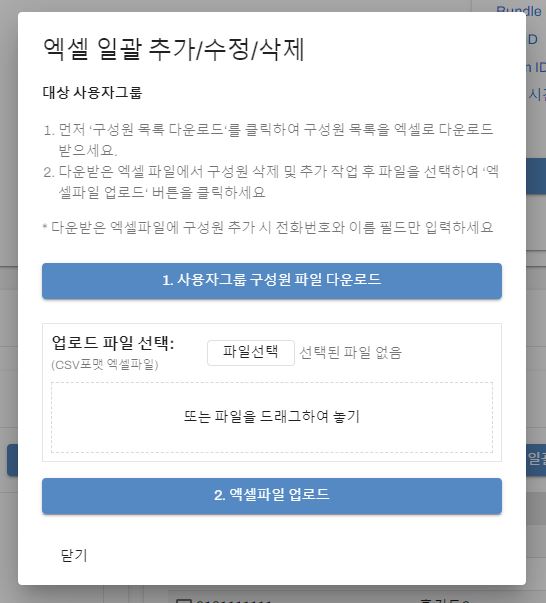 Bundle
엑셀 일괄 추가/수정/삭제
대상 사용자그룹
1. 먼저 ‘구성원 목록 다운로드’를 클릭하여 구성원 목록을 엑셀로 다운로드
받으세요.
2. 다운받은 엑셀 파일에서 구성원 삭제 및 추가 작업 후 파일을 선택하여 ‘엑
셀파일 업로드‘ 버튼을 클릭하세요
* 다운받은 엑셀파일에 구성원 추가 시 전화번호와 이름 필드만 입력하세요
1. 사용자그룹 구성원 파일 다운로드
업로드 파일 선택:
파일선택 선택된 파일 없음
(CSV포맷 엑셀파일)
또는 파일을 드래그하여 놓기
2. 엑셀파일 업로드
닫기